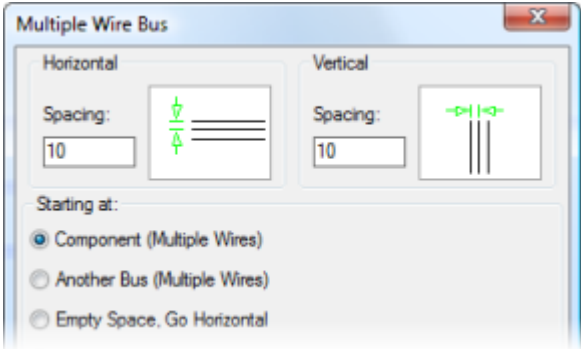 Multiple Wire Bus
Horizontal
Spacing:
10
Vertical
Spacing:
10
Starting at:
Component (Multiple Wires)
Another Bus (Multiple Wires)
Empty Space, Go Horizontal